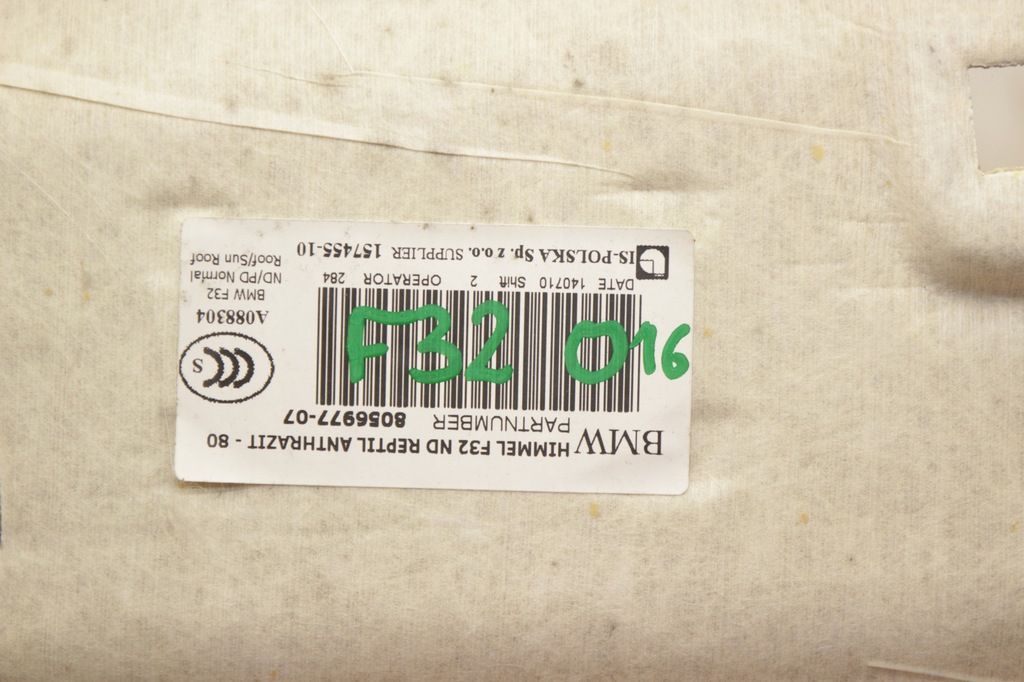 BMW HIMMEL F32 ND REPTIL ANTHRAZIT - 80
PARTNUMBER 8056977-07
DATE 140710 Shift 2 OPERATOR 284
IS-POLSKA Sp. z o.o. SUPPLIER 157455-10
CCC S
A088304
BMW F32
ND/PD Normal
Roof/Sun Roof
F32 016